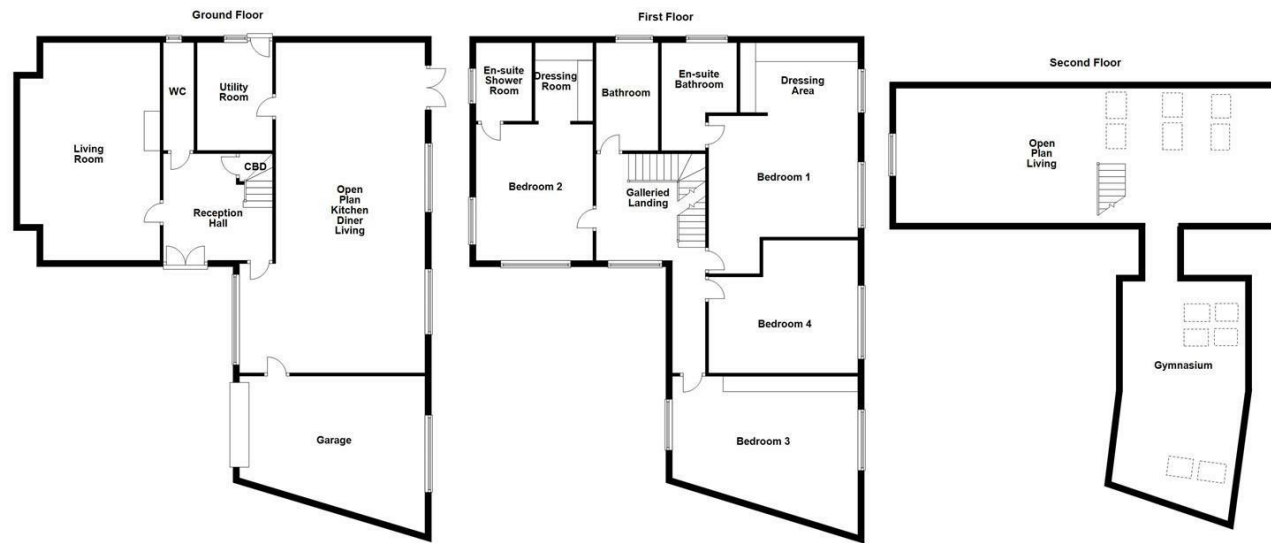 Ground Floor
WC
Utility
Room
Living
Room
CBD
Reception
Hall
Open
Plan
Kitchen
Diner
Living
Garage
First Floor
En-suite
Shower
Room
Dressing
Room
Bathroom
En-suite
Bathroom
Dressing
Area
Bedroom 2
Galleried
Landing
Bedroom 1
Bedroom 4
Bedroom 3
Second Floor
Open
Plan
Living
Gymnasium